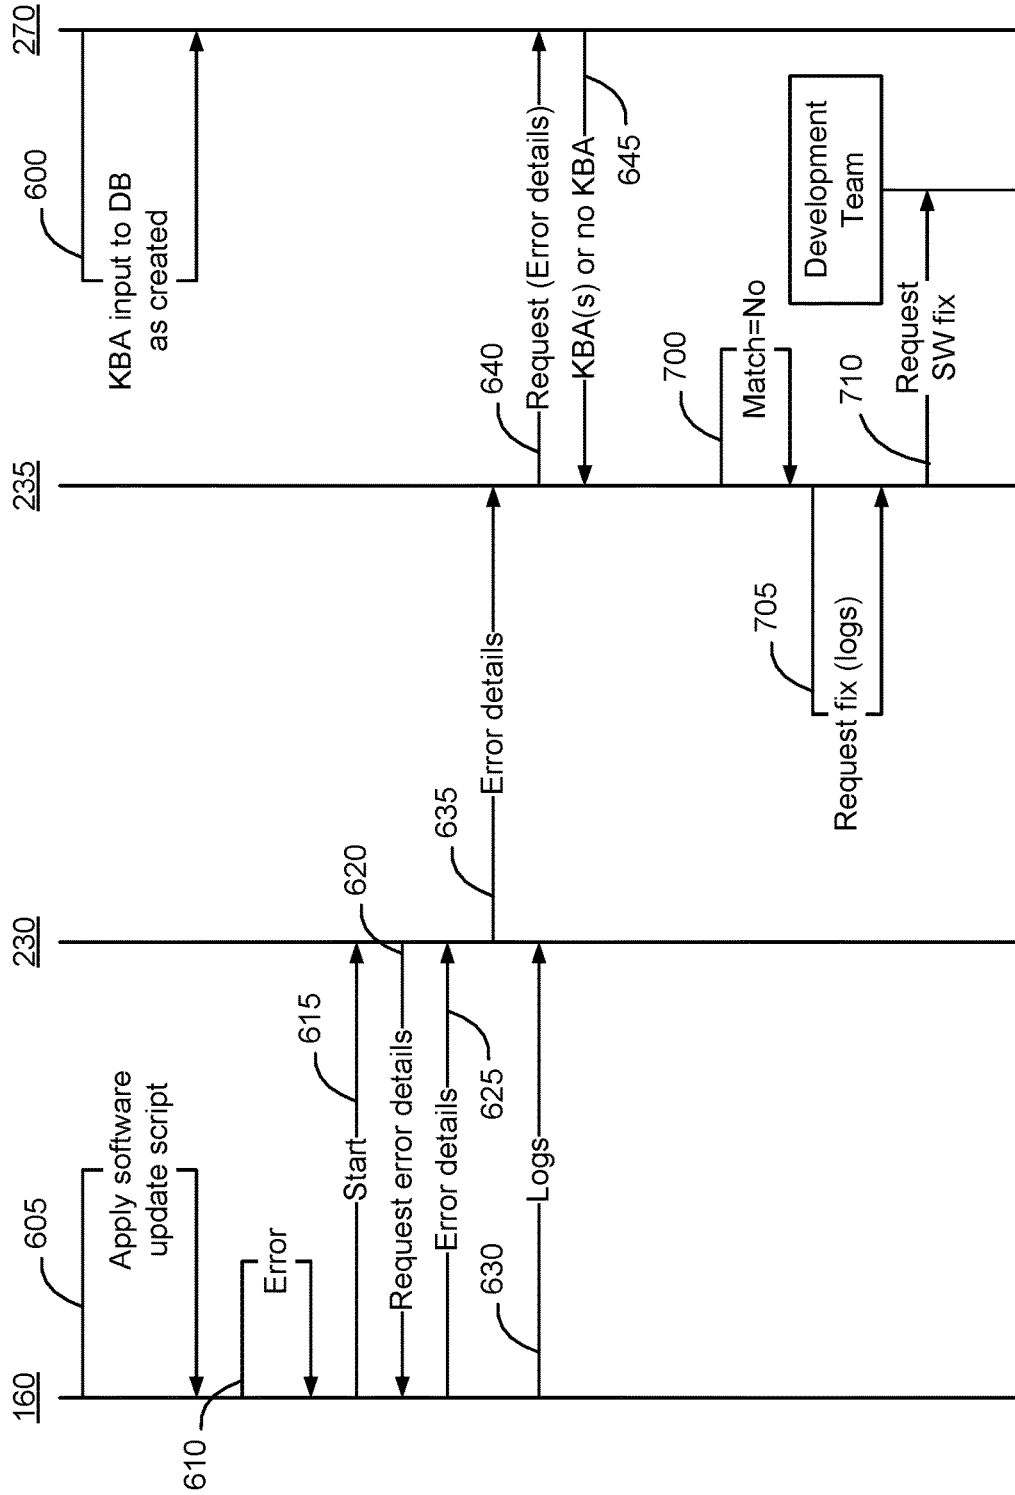 160
230
235
270
605
Apply software
update script
600
KBA input to DB
as created
610
Error
615
Start
620
Request error details
Error details
625
635
Error details
630
Logs
640
Request (Error details)
KBA(s) or no KBA
645
700
Match=No
705
Request fix (logs)
Development
Team
710
Request
SW fix